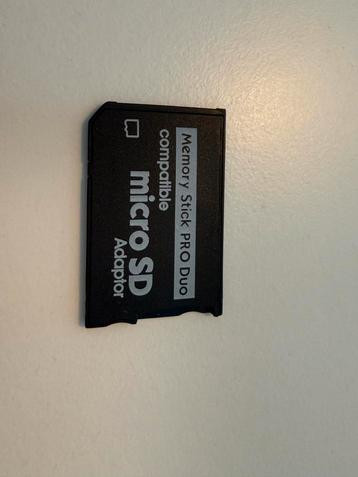 Memory Stick PRO Duo
compatible
micro SD
Adaptor